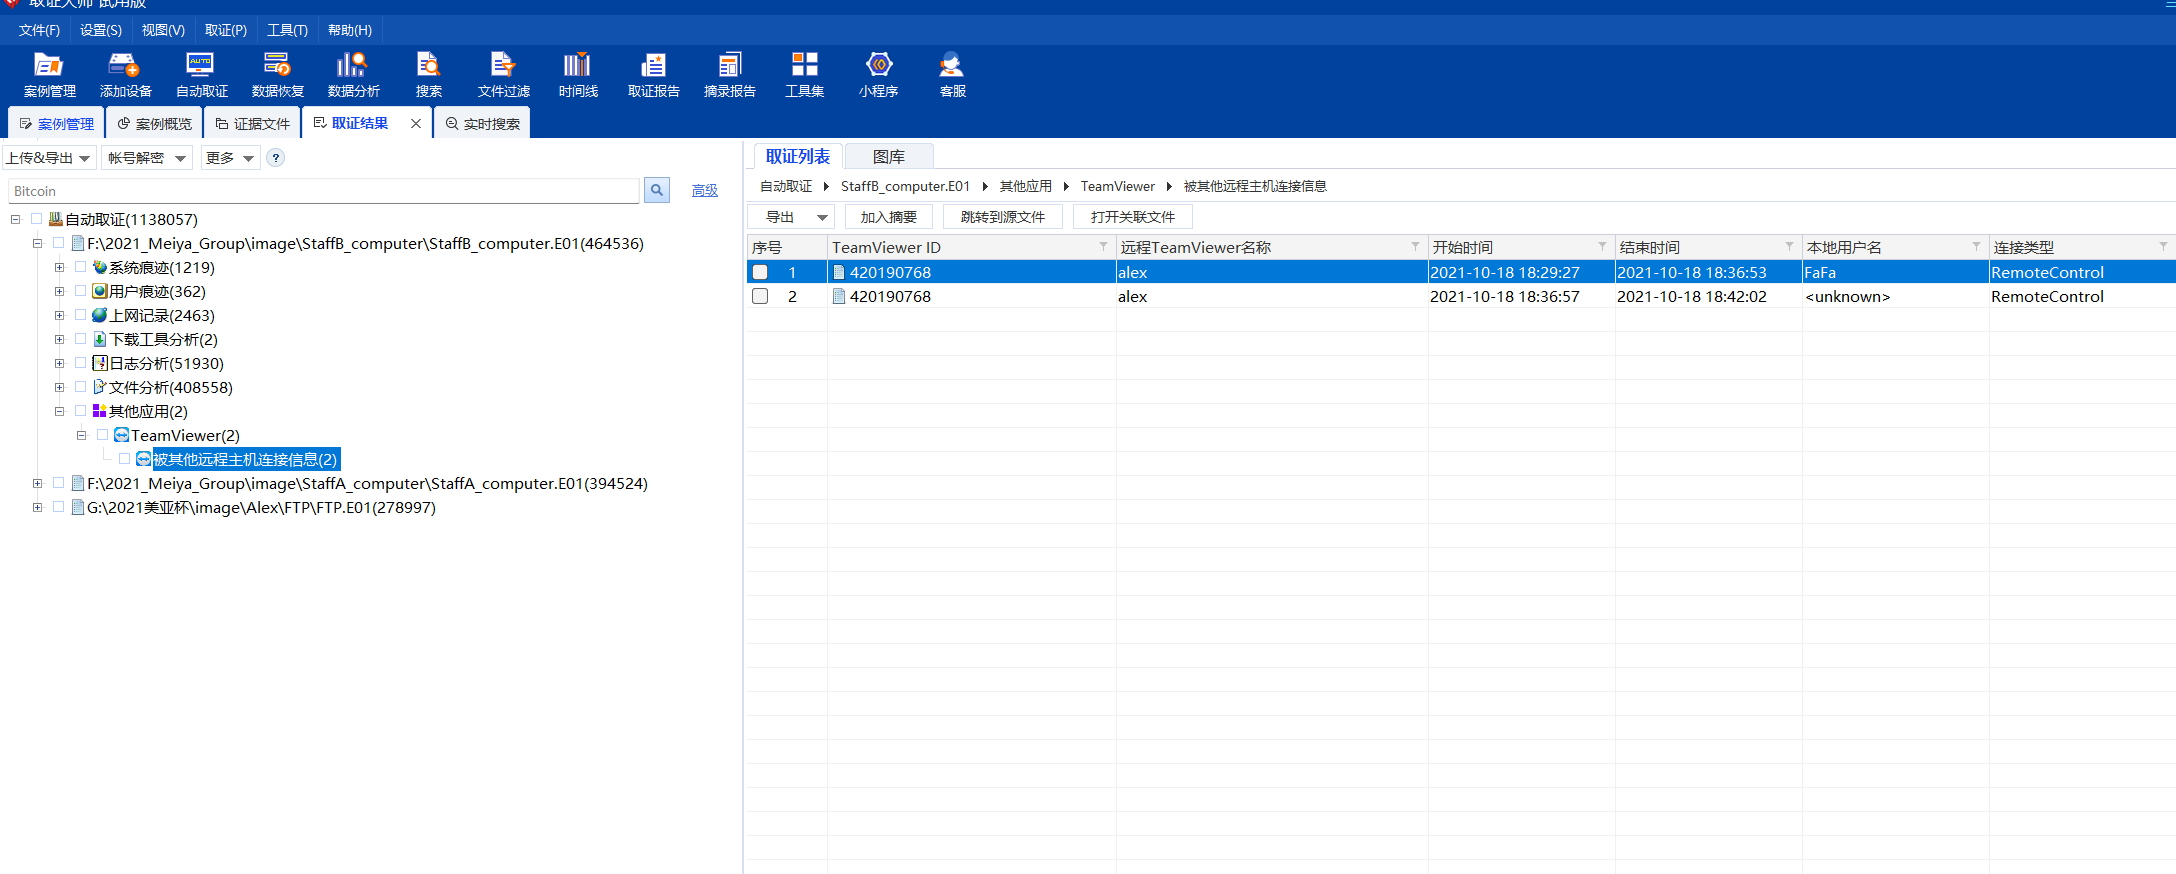 取证大师 试用版
文件(F) 设置(S) 视图(V) 取证(P) 工具(T) 帮助(H)
AUTO
案例管理 添加设备 自动取证 数据恢复 数据分析 搜索 文件过滤 时间线 取证报告 摘录报告 工具集 小程序 客服
案例管理 案例概览 证据文件 取证结果 实时搜索
上传&导出 帐号解密 更多 ?
Bitcoin 高级
自动取证(1138057)
F:\2021_Meiya_Group\image\StaffB_computer\StaffB_computer.E01(464536)
系统痕迹(1219)
用户痕迹(362)
上网记录(2463)
下载工具分析(2)
日志分析(51930)
文件分析(408558)
其他应用(2)
TeamViewer(2)
被其他远程主机连接信息(2)
F:\2021_Meiya_Group\image\StaffA_computer\StaffA_computer.E01(394524)
G:\2021美亚杯\image\Alex\FTP\FTP.E01(278997)
取证列表 图库
自动取证 StaffB_computer.E01 其他应用 TeamViewer 被其他远程主机连接信息
导出 加入摘要 跳转到源文件 打开关联文件
序号 TeamViewer ID 远程TeamViewer名称 开始时间 结束时间 本地用户名 连接类型
1 420190768 alex 2021-10-18 18:29:27 2021-10-18 18:36:53 FaFa RemoteControl
2 420190768 alex 2021-10-18 18:36:57 2021-10-18 18:42:02 <unknown> RemoteControl